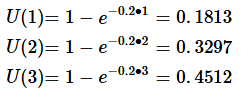 U(1)= 1 − e^{−0.2•1} = 0.1813
U(2)= 1 − e^{−0.2•2} = 0.3297
U(3)= 1 − e^{−0.2•3} = 0.4512